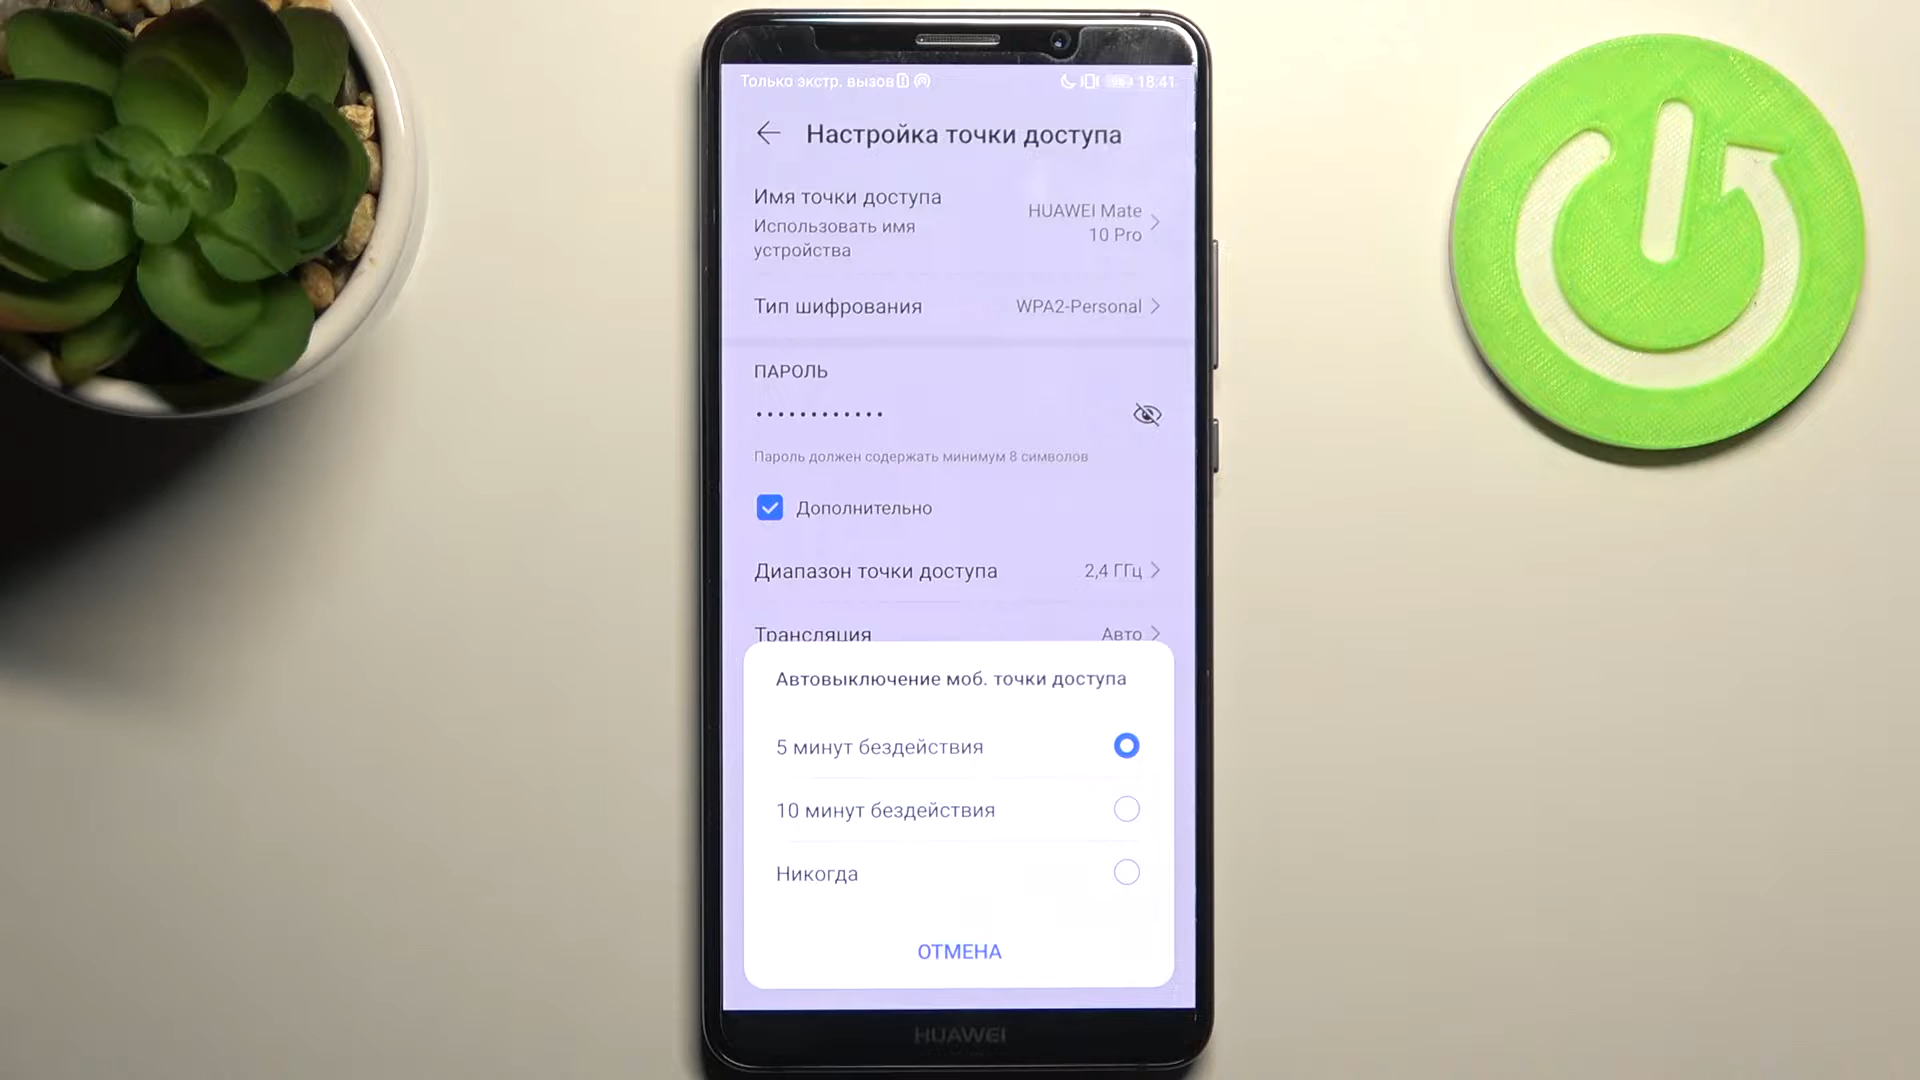 Только экстр. вызов 18:41
Настройка точки доступа
Имя точки доступа
Использовать имя
устройства
HUAWEI Mate
10 Pro
Тип шифрования WPA2-Personal
ПАРОЛЬ
••••••••••••
Пароль должен содержать минимум 8 символов
Дополнительно
Диапазон точки доступа 2,4 ГГц
Трансляция Авто
Автовыключение моб. точки доступа
5 минут бездействия
10 минут бездействия
Никогда
ОТМЕНА
HUAWEI